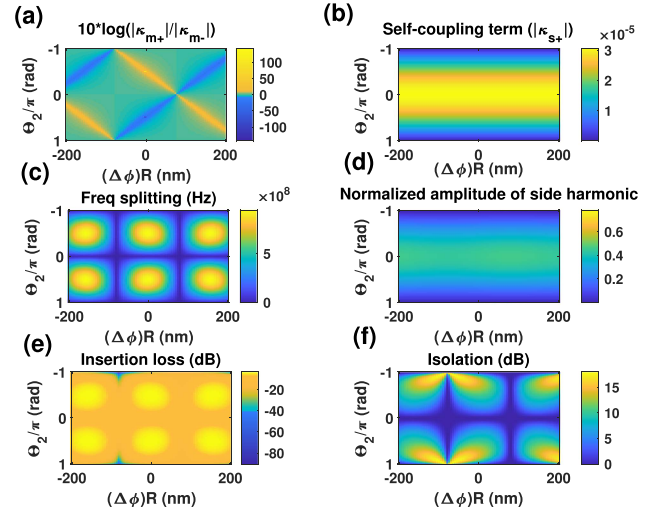 (a)
10*log(|κm+|/|κm-|)
-1
0
1
Θ2/π (rad)
-200
0
200
(Δϕ)R (nm)
100
50
0
-50
-100
(b)
Self-coupling term (|κs+|)
×10-5
-1
0
1
Θ2/π (rad)
-200
0
200
(Δϕ)R (nm)
3
2
1
(c)
Freq splitting (Hz)
×108
-1
0
1
Θ2/π (rad)
-200
0
200
(Δϕ)R (nm)
5
0
(d)
Normalized amplitude of side harmonic
-1
0
1
Θ2/π (rad)
-200
0
200
(Δϕ)R (nm)
0.6
0.4
0.2
(e)
Insertion loss (dB)
-1
0
1
Θ2/π (rad)
-200
0
200
(Δϕ)R (nm)
-20
-40
-60
-80
(f)
Isolation (dB)
-1
0
1
Θ2/π (rad)
-200
0
200
(Δϕ)R (nm)
15
10
5
0